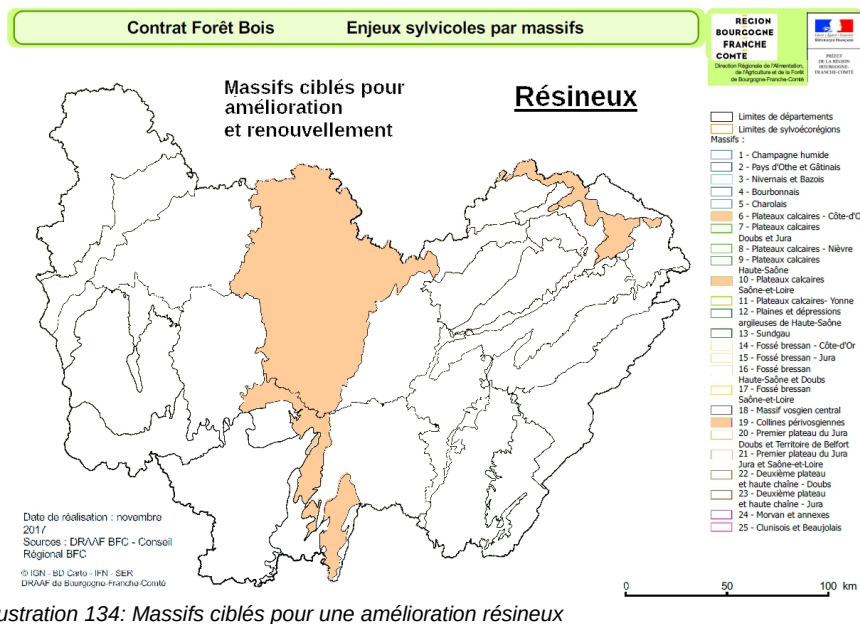 Contrat Forêt Bois Enjeux sylvicoles par massifs
REGION
BOURGOGNE
FRANCHE
COMTE
PRÉFET
DE LA RÉGION
BOURGOGNE-
FRANCHE-COMTÉ
Direction Régionale de l'Alimentation,
de l'Agriculture et de la Forêt
de Bourgogne-Franche-Comté
Massifs ciblés pour
amélioration
et renouvellement
Résineux
Limites de départements
Limites de sylvoécorégions
Massifs :
1 - Champagne humide
2 - Pays d'Othe et Gâtinais
3 - Nivernais et Bazois
4 - Bourbonnais
5 - Charolais
6 - Plateaux calcaires - Côte-d'O
7 - Plateaux calcaires
Doubs et Jura
8 - Plateaux calcaires - Nièvre
9 - Plateaux calcaires
Haute-Saône
10 - Plateaux calcaires
Saône-et-Loire
11 - Plateaux calcaires- Yonne
12 - Plaines et dépressions
argileuses de Haute-Saône
13 - Sundgau
14 - Fossé bressan - Côte-d'Or
15 - Fossé bressan - Jura
16 - Fossé bressan
Haute-Saône et Doubs
17 - Fossé bressan
Saône-et-Loire
18 - Massif vosgien central
19 - Collines périvosgiennes
20 - Premier plateau du Jura
Doubs et Territoire de Belfort
21 - Premier plateau du Jura
Jura et Saône-et-Loire
22 - Deuxième plateau
et haute chaîne - Doubs
23 - Deuxième plateau
et haute chaîne - Jura
24 - Morvan et annexes
25 - Clunisois et Beaujolais
Date de réalisation : novembre
2017
Sources : DRAAF BFC - Conseil
Régional BFC
© IGN - BD Carto - IFN - SER
DRAAF de Bourgogne-Franche-Comté
0 50 100 km
ustration 134: Massifs ciblés pour une amélioration résineux